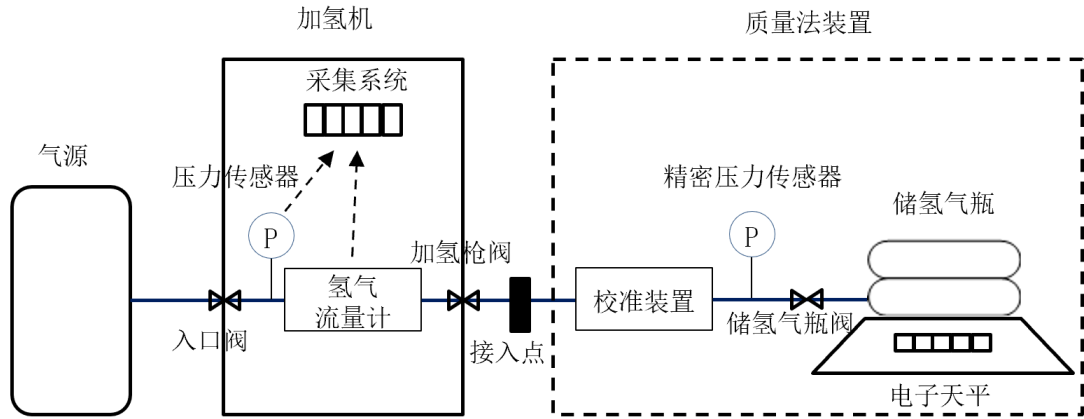 加氢机
质量法装置
采集系统
气源
压力传感器
P
氢气
流量计
入口阀
加氢枪阀
接入点
校准装置
精密压力传感器
P
储氢气瓶阀
储氢气瓶
电子天平